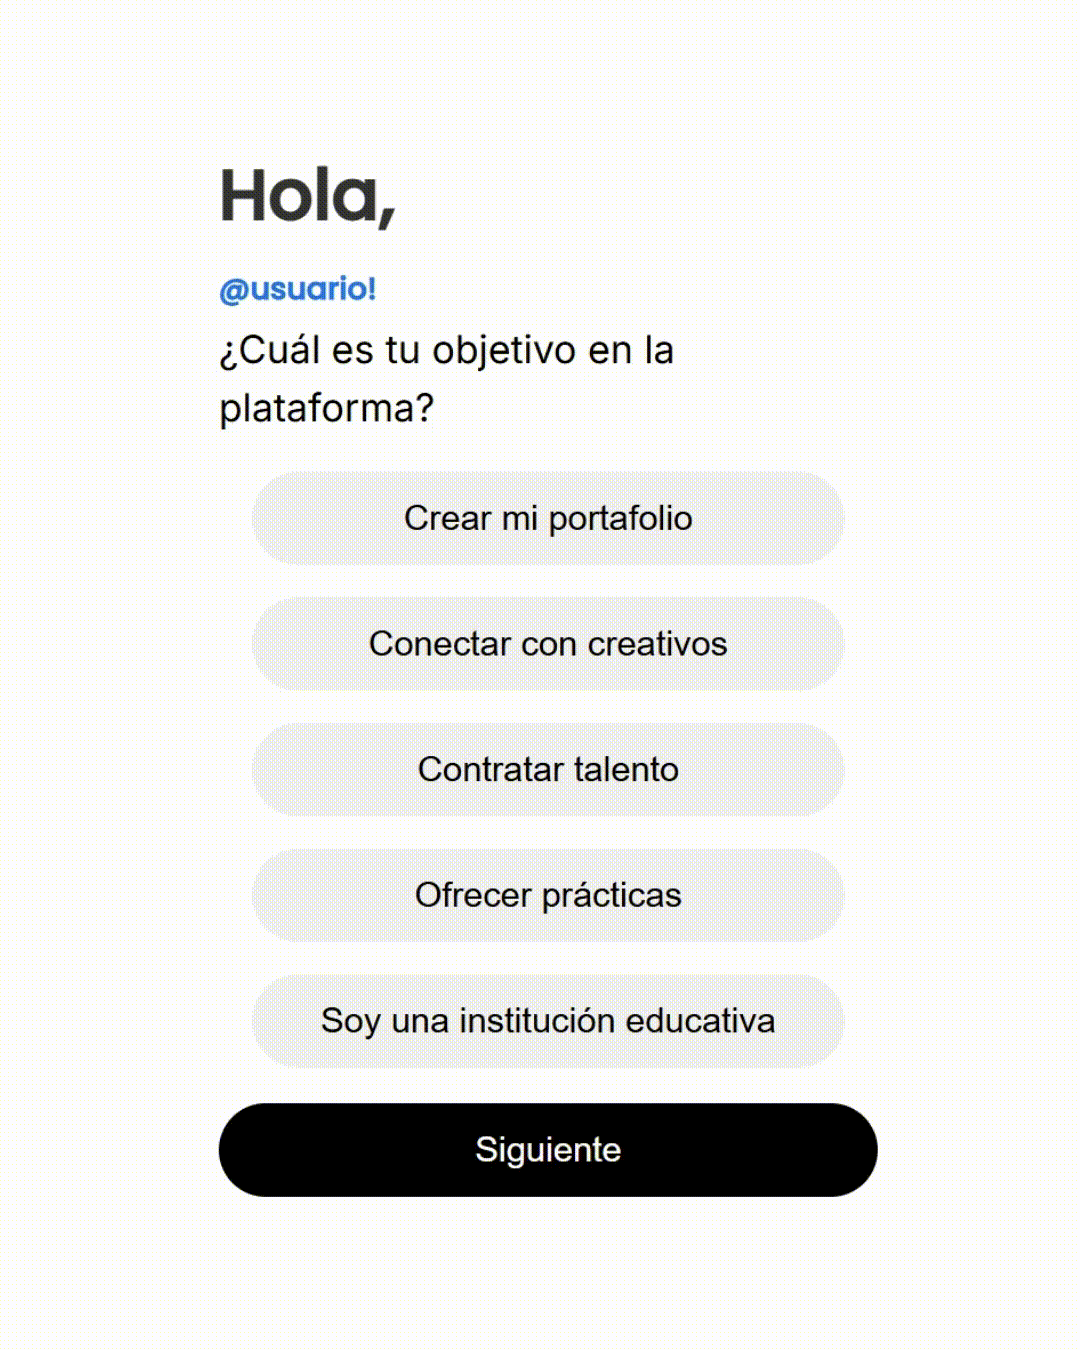 Hola,
@usuario!
¿Cuál es tu objetivo en la
plataforma?
Crear mi portafolio
Conectar con creativos
Contratar talento
Ofrecer prácticas
Soy una institución educativa
Siguiente